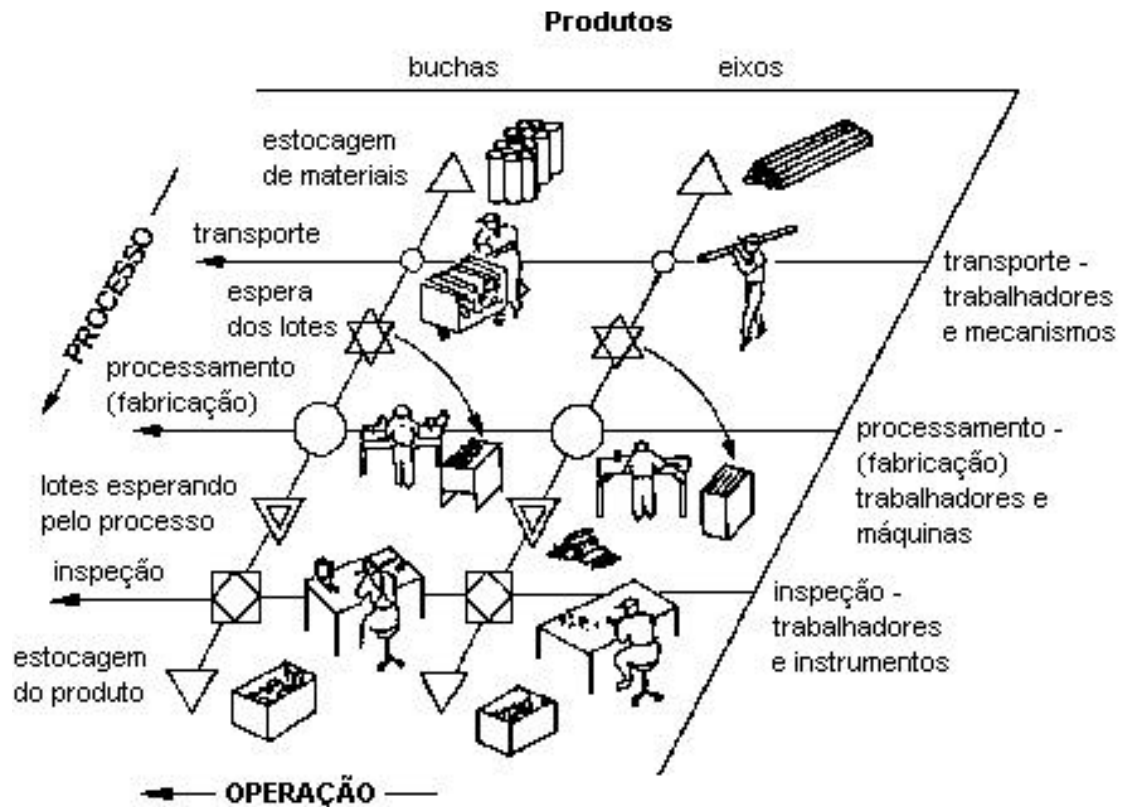 Produtos
buchas
eixos
estocagem
de materiais
PROCESSO
transporte
transporte -
trabalhadores
e mecanismos
espera
dos lotes
processamento
(fabricação)
processamento -
(fabricação)
trabalhadores e
máquinas
lotes esperando
pelo processo
inspeção
inspeção -
trabalhadores
e instrumentos
estocagem
do produto
OPERAÇÃO